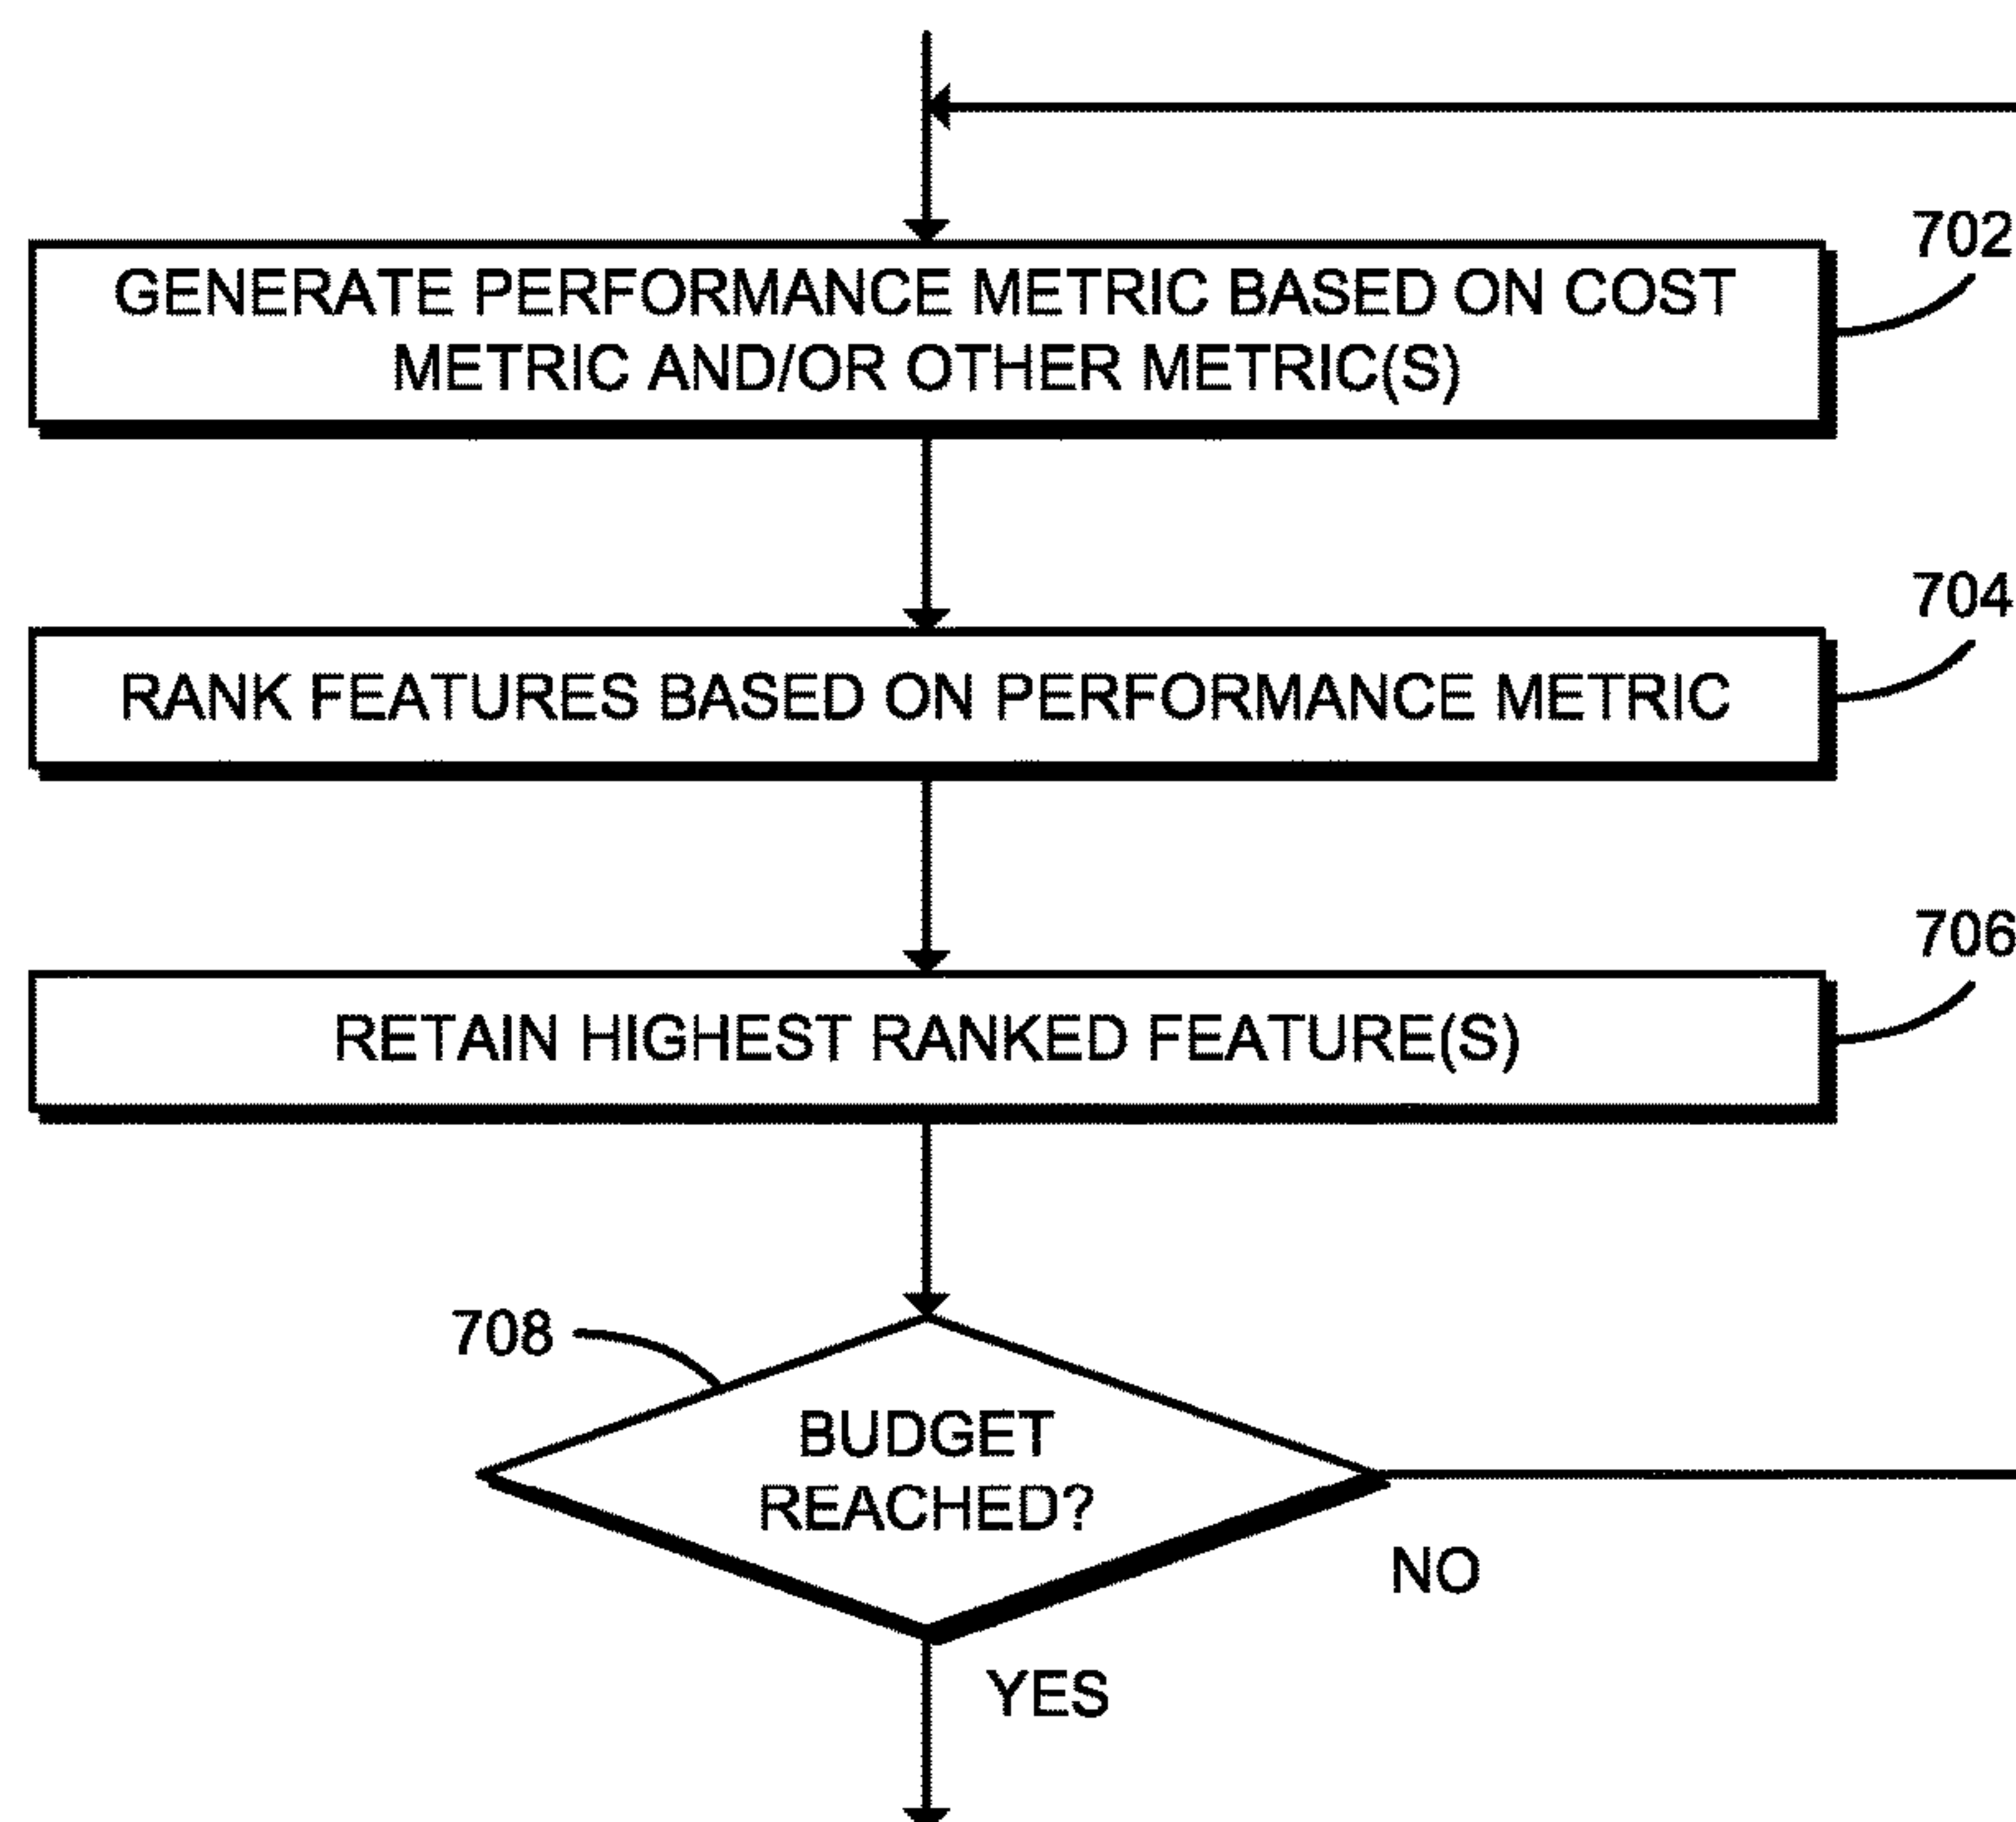 702
GENERATE PERFORMANCE METRIC BASED ON COST
METRIC AND/OR OTHER METRIC(S)
704
RANK FEATURES BASED ON PERFORMANCE METRIC
706
RETAIN HIGHEST RANKED FEATURE(S)
708
BUDGET
REACHED?
NO
YES